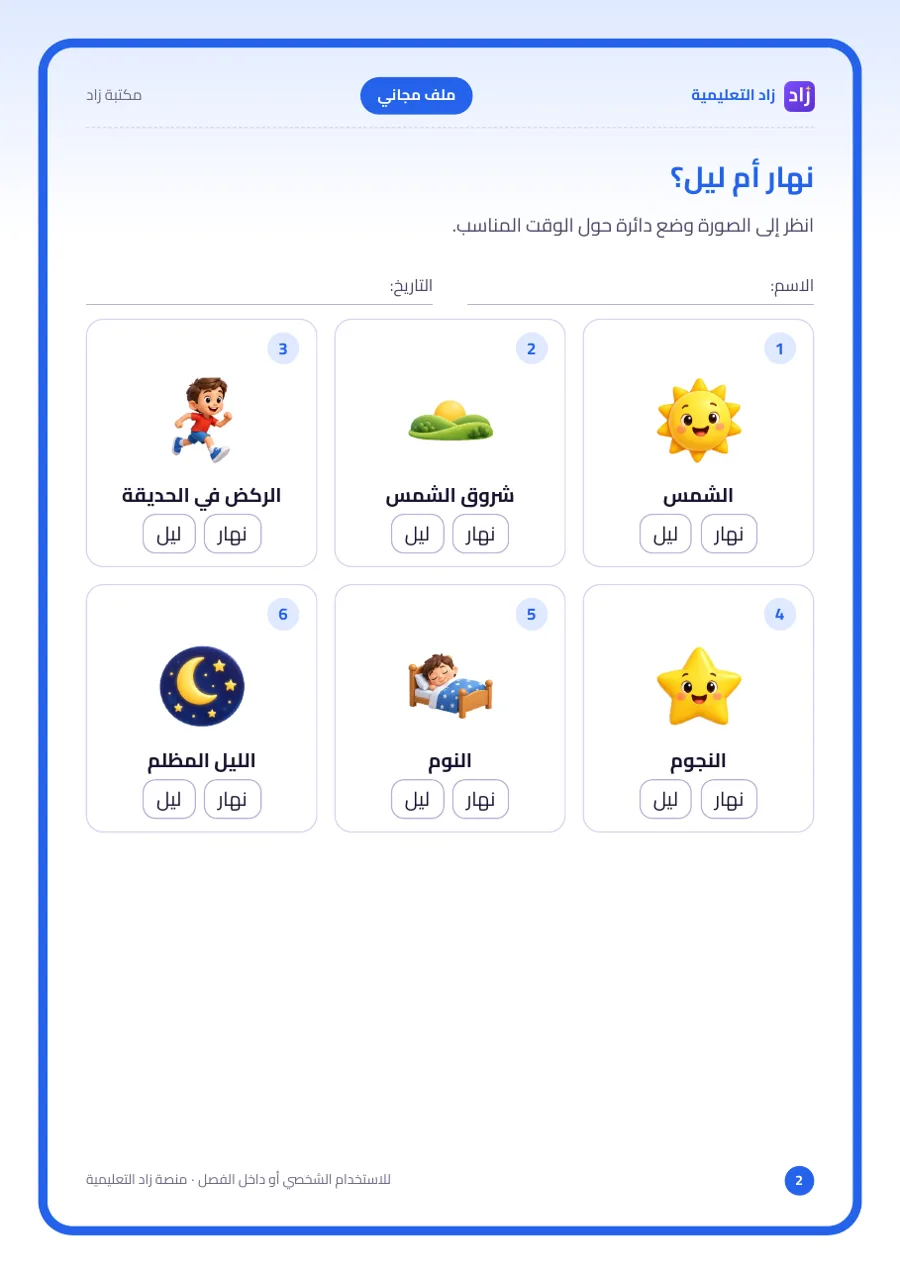 زاد زاد التعليمية
ملف مجاني
مكتبة زاد
نهار أم ليل؟
انظر إلى الصورة وضع دائرة حول الوقت المناسب.
الاسم:
التاريخ:
1
الشمس
نهار ليل
2
شروق الشمس
نهار ليل
3
الركض في الحديقة
نهار ليل
4
النجوم
نهار ليل
5
النوم
نهار ليل
6
الليل المظلم
نهار ليل
2
للاستخدام الشخصي أو داخل الفصل · منصة زاد التعليمية